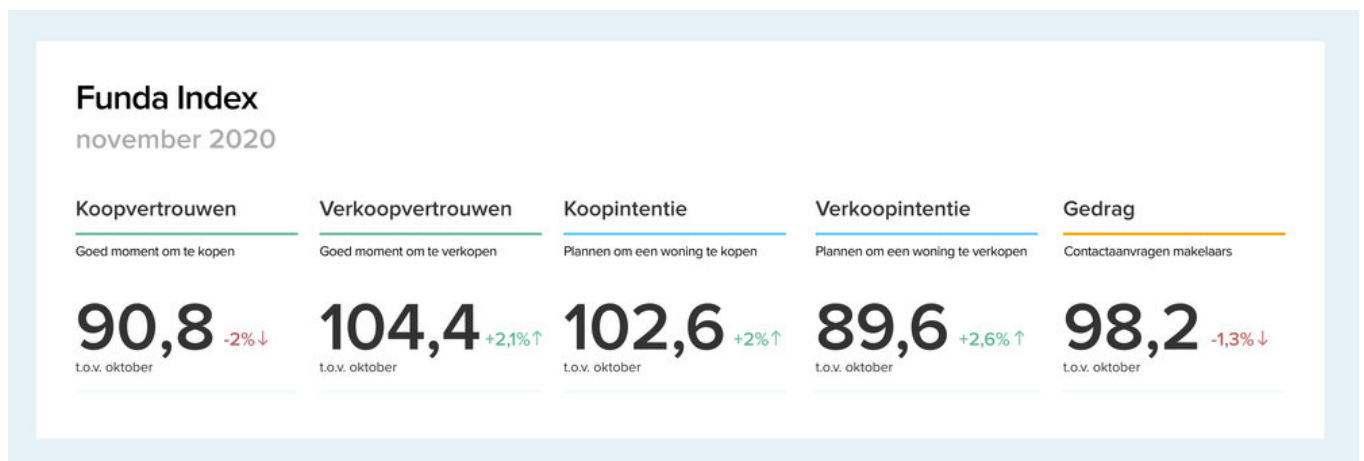 Funda Index
november 2020
Koopvertrouwen
Goed moment om te kopen
90,8 -2%↓
t.o.v. oktober
Verkoopvertrouwen
Goed moment om te verkopen
104,4 +2,1%↑
t.o.v. oktober
Koopintentie
Plannen om een woning te kopen
102,6 +2%↑
t.o.v. oktober
Verkoopintentie
Plannen om een woning te verkopen
89,6 +2,6%↑
t.o.v. oktober
Gedrag
Contactaanvragen makelaars
98,2 -1,3%↓
t.o.v. oktober